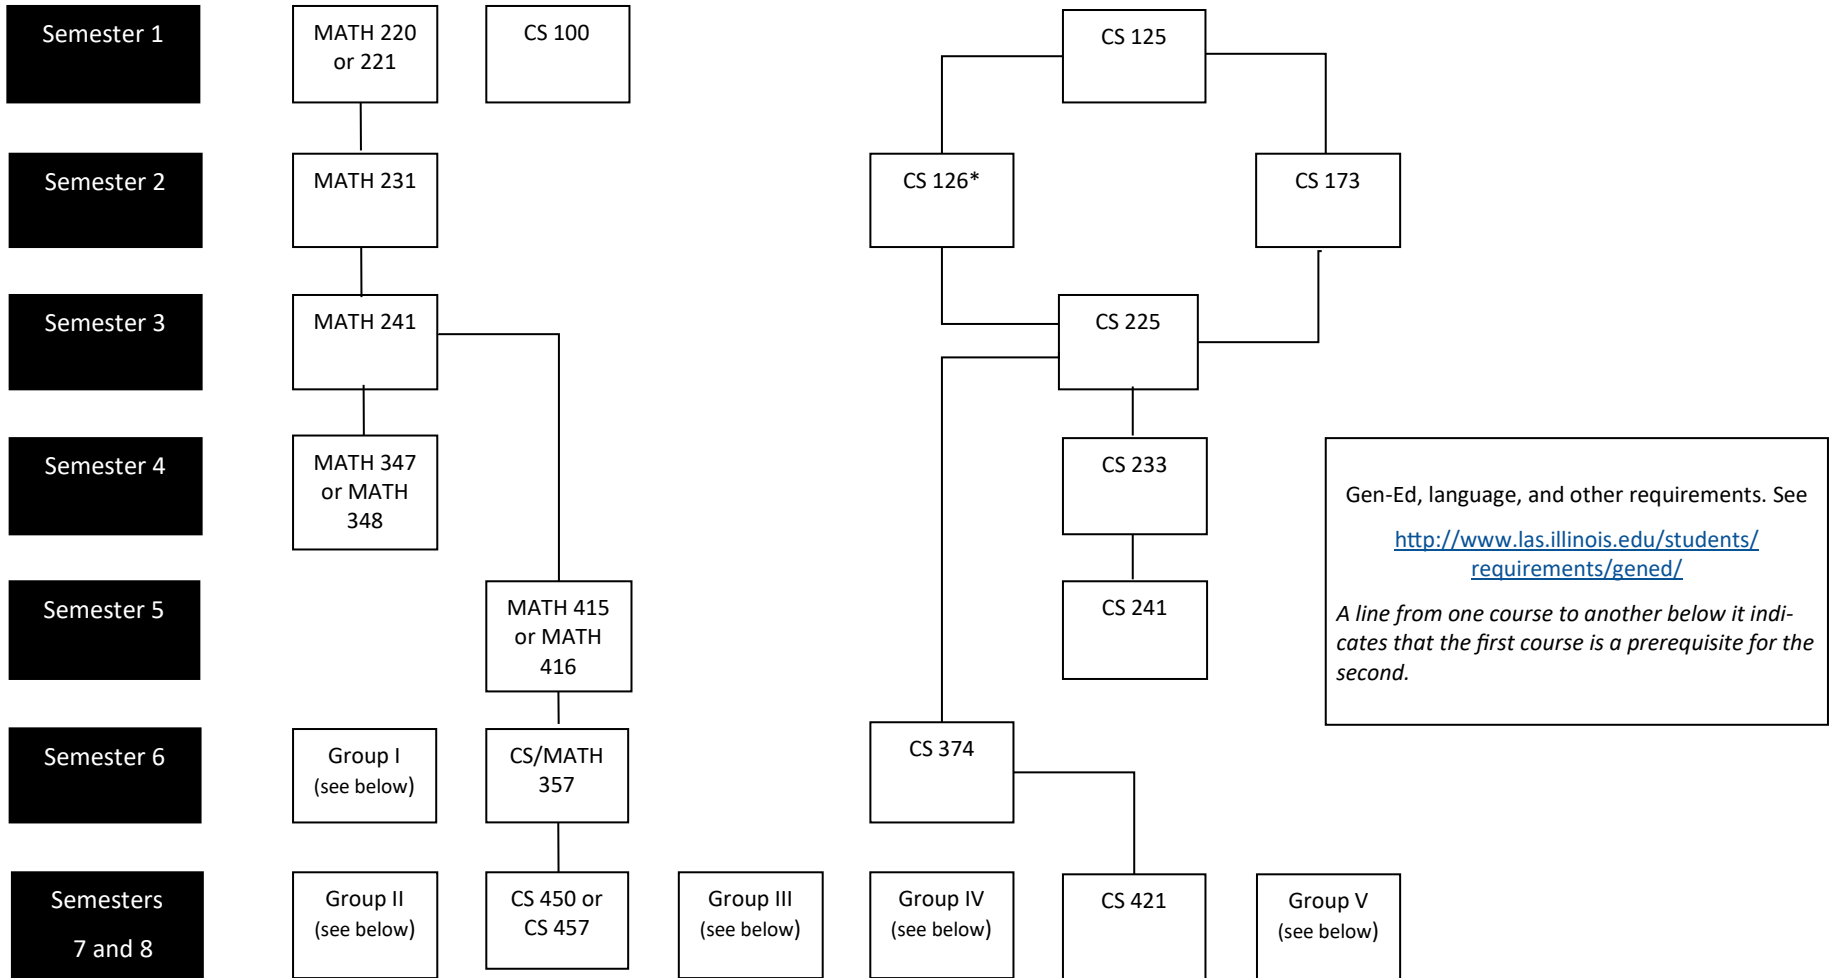 Semester 1
MATH 220
or 221
CS 100
CS 125
Semester 2
MATH 231
CS 126*
CS 173
Semester 3
MATH 241
CS 225
Semester 4
MATH 347
or MATH
348
CS 233
Gen-Ed, language, and other requirements. See
http://www.las.illinois.edu/students/
requirements/gened/
A line from one course to another below it indi-
cates that the first course is a prerequisite for the
second.
Semester 5
MATH 415
or MATH
416
CS 241
Semester 6
Group I
(see below)
CS/MATH
357
CS 374
Semesters
7 and 8
Group II
(see below)
CS 450 or
CS 457
Group III
(see below)
Group IV
(see below)
CS 421
Group V
(see below)